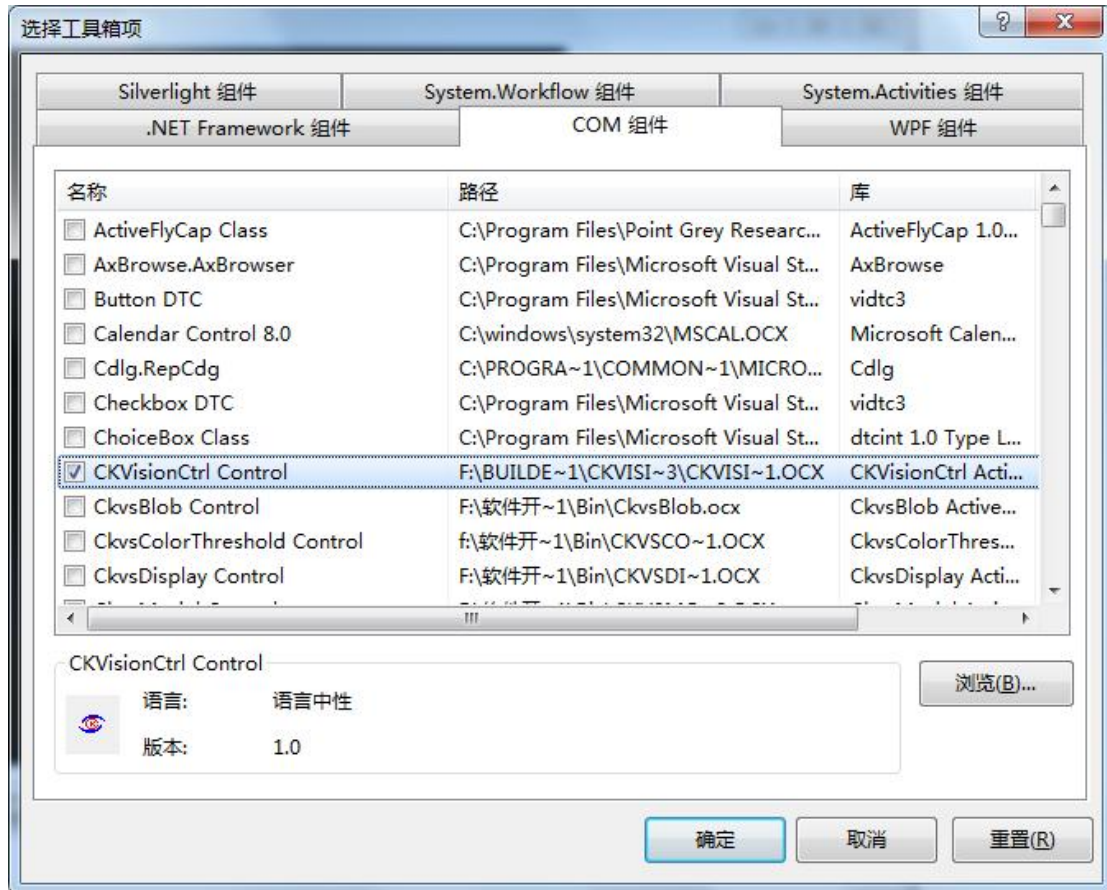 选择工具箱项
Silverlight 组件 System.Workflow 组件 System.Activities 组件
.NET Framework 组件 COM 组件 WPF 组件
名称 路径 库
ActiveFlyCap Class C:\Program Files\Point Grey Researc... ActiveFlyCap 1.0...
AxBrowse.AxBrowser C:\Program Files\Microsoft Visual St... AxBrowse
Button DTC C:\Program Files\Microsoft Visual St... vidtc3
Calendar Control 8.0 C:\windows\system32\MSCAL.OCX Microsoft Calen...
Cdlg.RepCdg C:\PROGRA~1\COMMON~1\MICRO... Cdlg
Checkbox DTC C:\Program Files\Microsoft Visual St... vidtc3
ChoiceBox Class C:\Program Files\Microsoft Visual St... dtcint 1.0 Type L...
CKVisionCtrl Control F:\BUILDE~1\CKVISI~3\CKVISI~1.OCX CKVisionCtrl Acti...
CkvsBlob Control F:\软件开~1\Bin\CkvsBlob.ocx CkvsBlob Active...
CkvsColorThreshold Control f:\软件开~1\Bin\CKVSCO~1.OCX CkvsColorThres...
CkvsDisplay Control F:\软件开~1\Bin\CKVSDI~1.OCX CkvsDisplay Acti...
CKVisionCtrl Control
浏览(B)...
语言: 语言中性
版本: 1.0
确定 取消 重置(R)